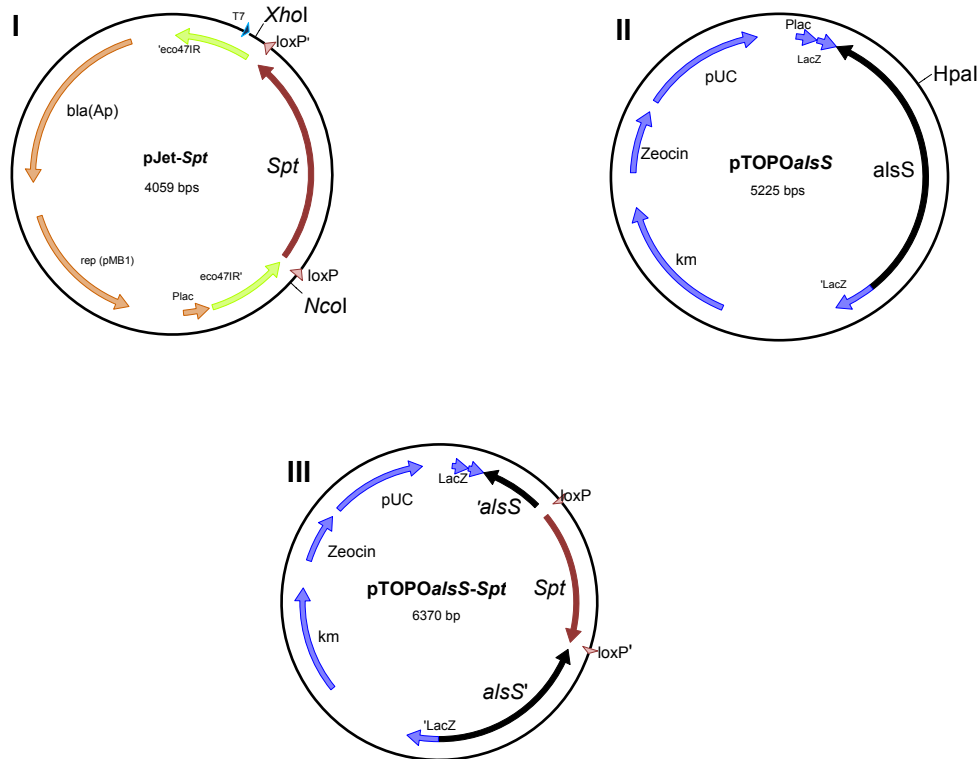 I
T7
XhoI
loxP'
'eco47IR
bla(Ap)
pJet-Spt
4059 bps
Spt
rep (pMB1)
eco47IR'
loxP
Plac
NcoI
II
Plac
LacZ
HpaI
pUC
Zeocin
pTOPOalsS
5225 bps
alsS
km
'LacZ
III
LacZ
pUC
'alsS
loxP
Zeocin
pTOPOalsS-Spt
6370 bp
Spt
km
loxP'
alsS'
'LacZ